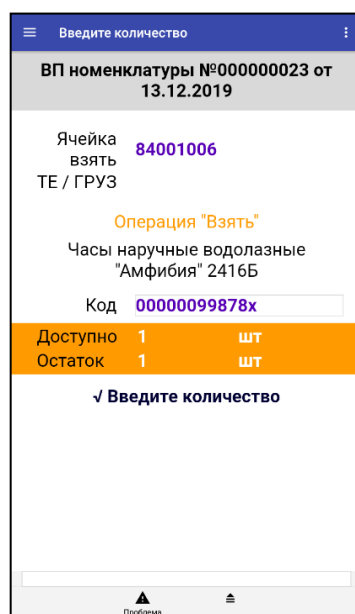 Введите количество
ВП номенклатуры №000000023 от
13.12.2019
Ячейка
взять 84001006
ТЕ / ГРУЗ
Операция "Взять"
Часы наручные водолазные
"Амфибия" 2416Б
Код 00000099878x
Доступно 1 шт
Остаток 1 шт
√ Введите количество
Проблема